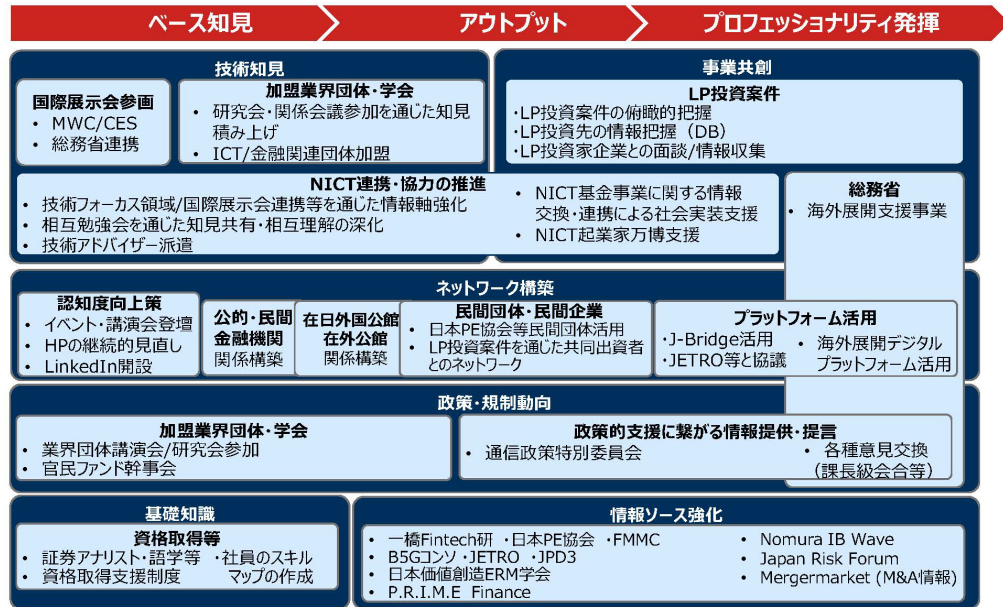 ベース知見
アウトプット
プロフェッショナリティ発揮
技術知見
国際展示会参画
• MWC/CES
• 総務省連携
加盟業界団体・学会
• 研究会・関係会議参加を通じた知見
積み上げ
• ICT/金融関連団体加盟
事業共創
LP投資案件
・LP投資案件の俯瞰的把握
・LP投資先の情報把握（DB）
・LP投資家企業との面談/情報収集
NICT連携・協力の推進
• 技術フォーカス領域/国際展示会連携等を通じた情報軸強化
• 相互勉強会を通じた知見共有・相互理解の深化
• 技術アドバイザー派遣
• NICT基金事業に関する情報
交換・連携による社会実装支援
• NICT起業家万博支援
総務省
• 海外展開支援事業
ネットワーク構築
認知度向上策
• イベント・講演会登壇
• HPの継続的見直し
• LinkedIn開設
公的・民間
金融機関
関係構築
在日外国公館
在外公館
関係構築
民間団体・民間企業
• 日本PE協会等民間団体活用
• LP投資案件を通じた共同出資者
とのネットワーク
プラットフォーム活用
・J-Bridge活用
・JETRO等と協議
• 海外展開デジタル
プラットフォーム活用
政策・規制動向
加盟業界団体・学会
• 業界団体講演会/研究会参加
• 官民ファンド幹事会
政策的支援に繋がる情報提供・提言
• 通信政策特別委員会
• 各種意見交換
（課長級会合等）
基礎知識
資格取得等
• 証券アナリスト・語学等
• 資格取得支援制度
・社員のスキル
マップの作成
情報ソース強化
• 一橋Fintech研 ・日本PE協会 ・FMMC
• B5Gコンソ ・JETRO ・JPD3
• 日本価値創造ERM学会
• P.R.I.M.E Finance
• Nomura IB Wave
• Japan Risk Forum
• Mergermarket (M&A情報)